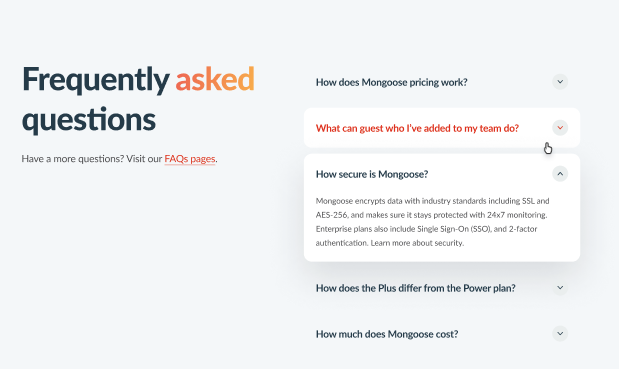 Frequently asked
questions
Have a more questions? Visit our FAQs pages.
How does Mongoose pricing work?
What can guest who I've added to my team do?
How secure is Mongoose?
Mongoose encrypts data with industry standards including SSL and
AES-256, and makes sure it stays protected with 24x7 monitoring.
Enterprise plans also include Single Sign-On (SSO), and 2-factor
authentication. Learn more about security.
How does the Plus differ from the Power plan?
How much does Mongoose cost?